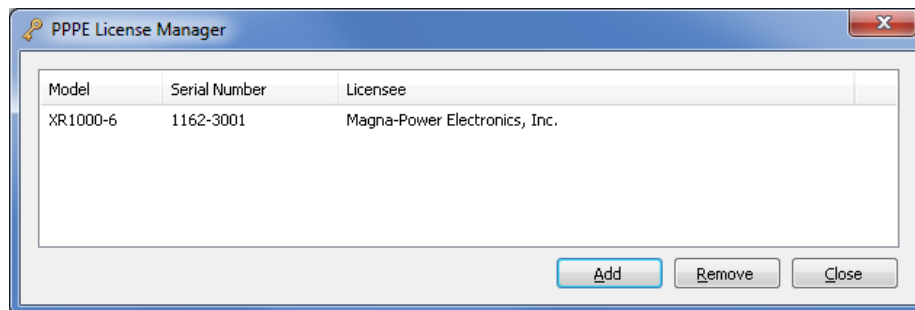 PPPE License Manager
Model Serial Number Licensee
XR1000-6 1162-3001 Magna-Power Electronics, Inc.
Add Remove Close